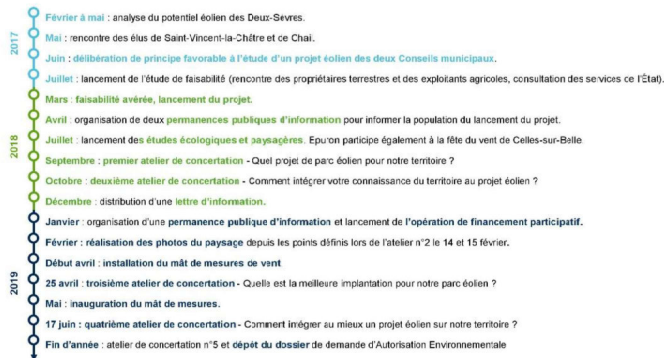 2017
Février à mai : analyse du potentiel éolien des Deux-Sèvres.
Mai : rencontre des élus de Saint-Vincent-la-Châtre et de Chail.
Juin : délibération de principe favorable à l'étude d'un projet éolien des deux Conseils municipaux.
Juillet : lancement de l'étude de faisabilité (rencontre des propriétaires terrestres et des exploitants agricoles, consultation des services de l'État).
2018
Mars : faisabilité avérée, lancement du projet.
Avril : organisation de deux permanences publiques d'information pour informer la population du lancement du projet.
Juillet : lancement des études écologiques et paysagères. Epuron participe également à la fête du vent de Celles-sur-Belle
Septembre : premier atelier de concertation - Quel projet de parc éolien pour notre territoire ?
Octobre : deuxième atelier de concertation - Comment intégrer votre connaissance du territoire au projet éolien ?
Décembre : distribution d'une lettre d'information.
2019
Janvier : organisation d'une permanence publique d'information et lancement de l'opération de financement participatif.
Février : réalisation des photos du paysage depuis les points définis lors de l'atelier n°2 le 14 et 15 février.
Début avril : installation du mât de mesures de vent
25 avril : troisième atelier de concertation - Quelle est la meilleure implantation pour notre parc éolien ?
Mai : inauguration du mât de mesures.
17 juin : quatrième atelier de concertation - Comment intégrer au mieux un projet éolien sur notre territoire ?
Fin d'année : atelier de concertation n°5 et dépôt du dossier de demande d'Autorisation Environnementale